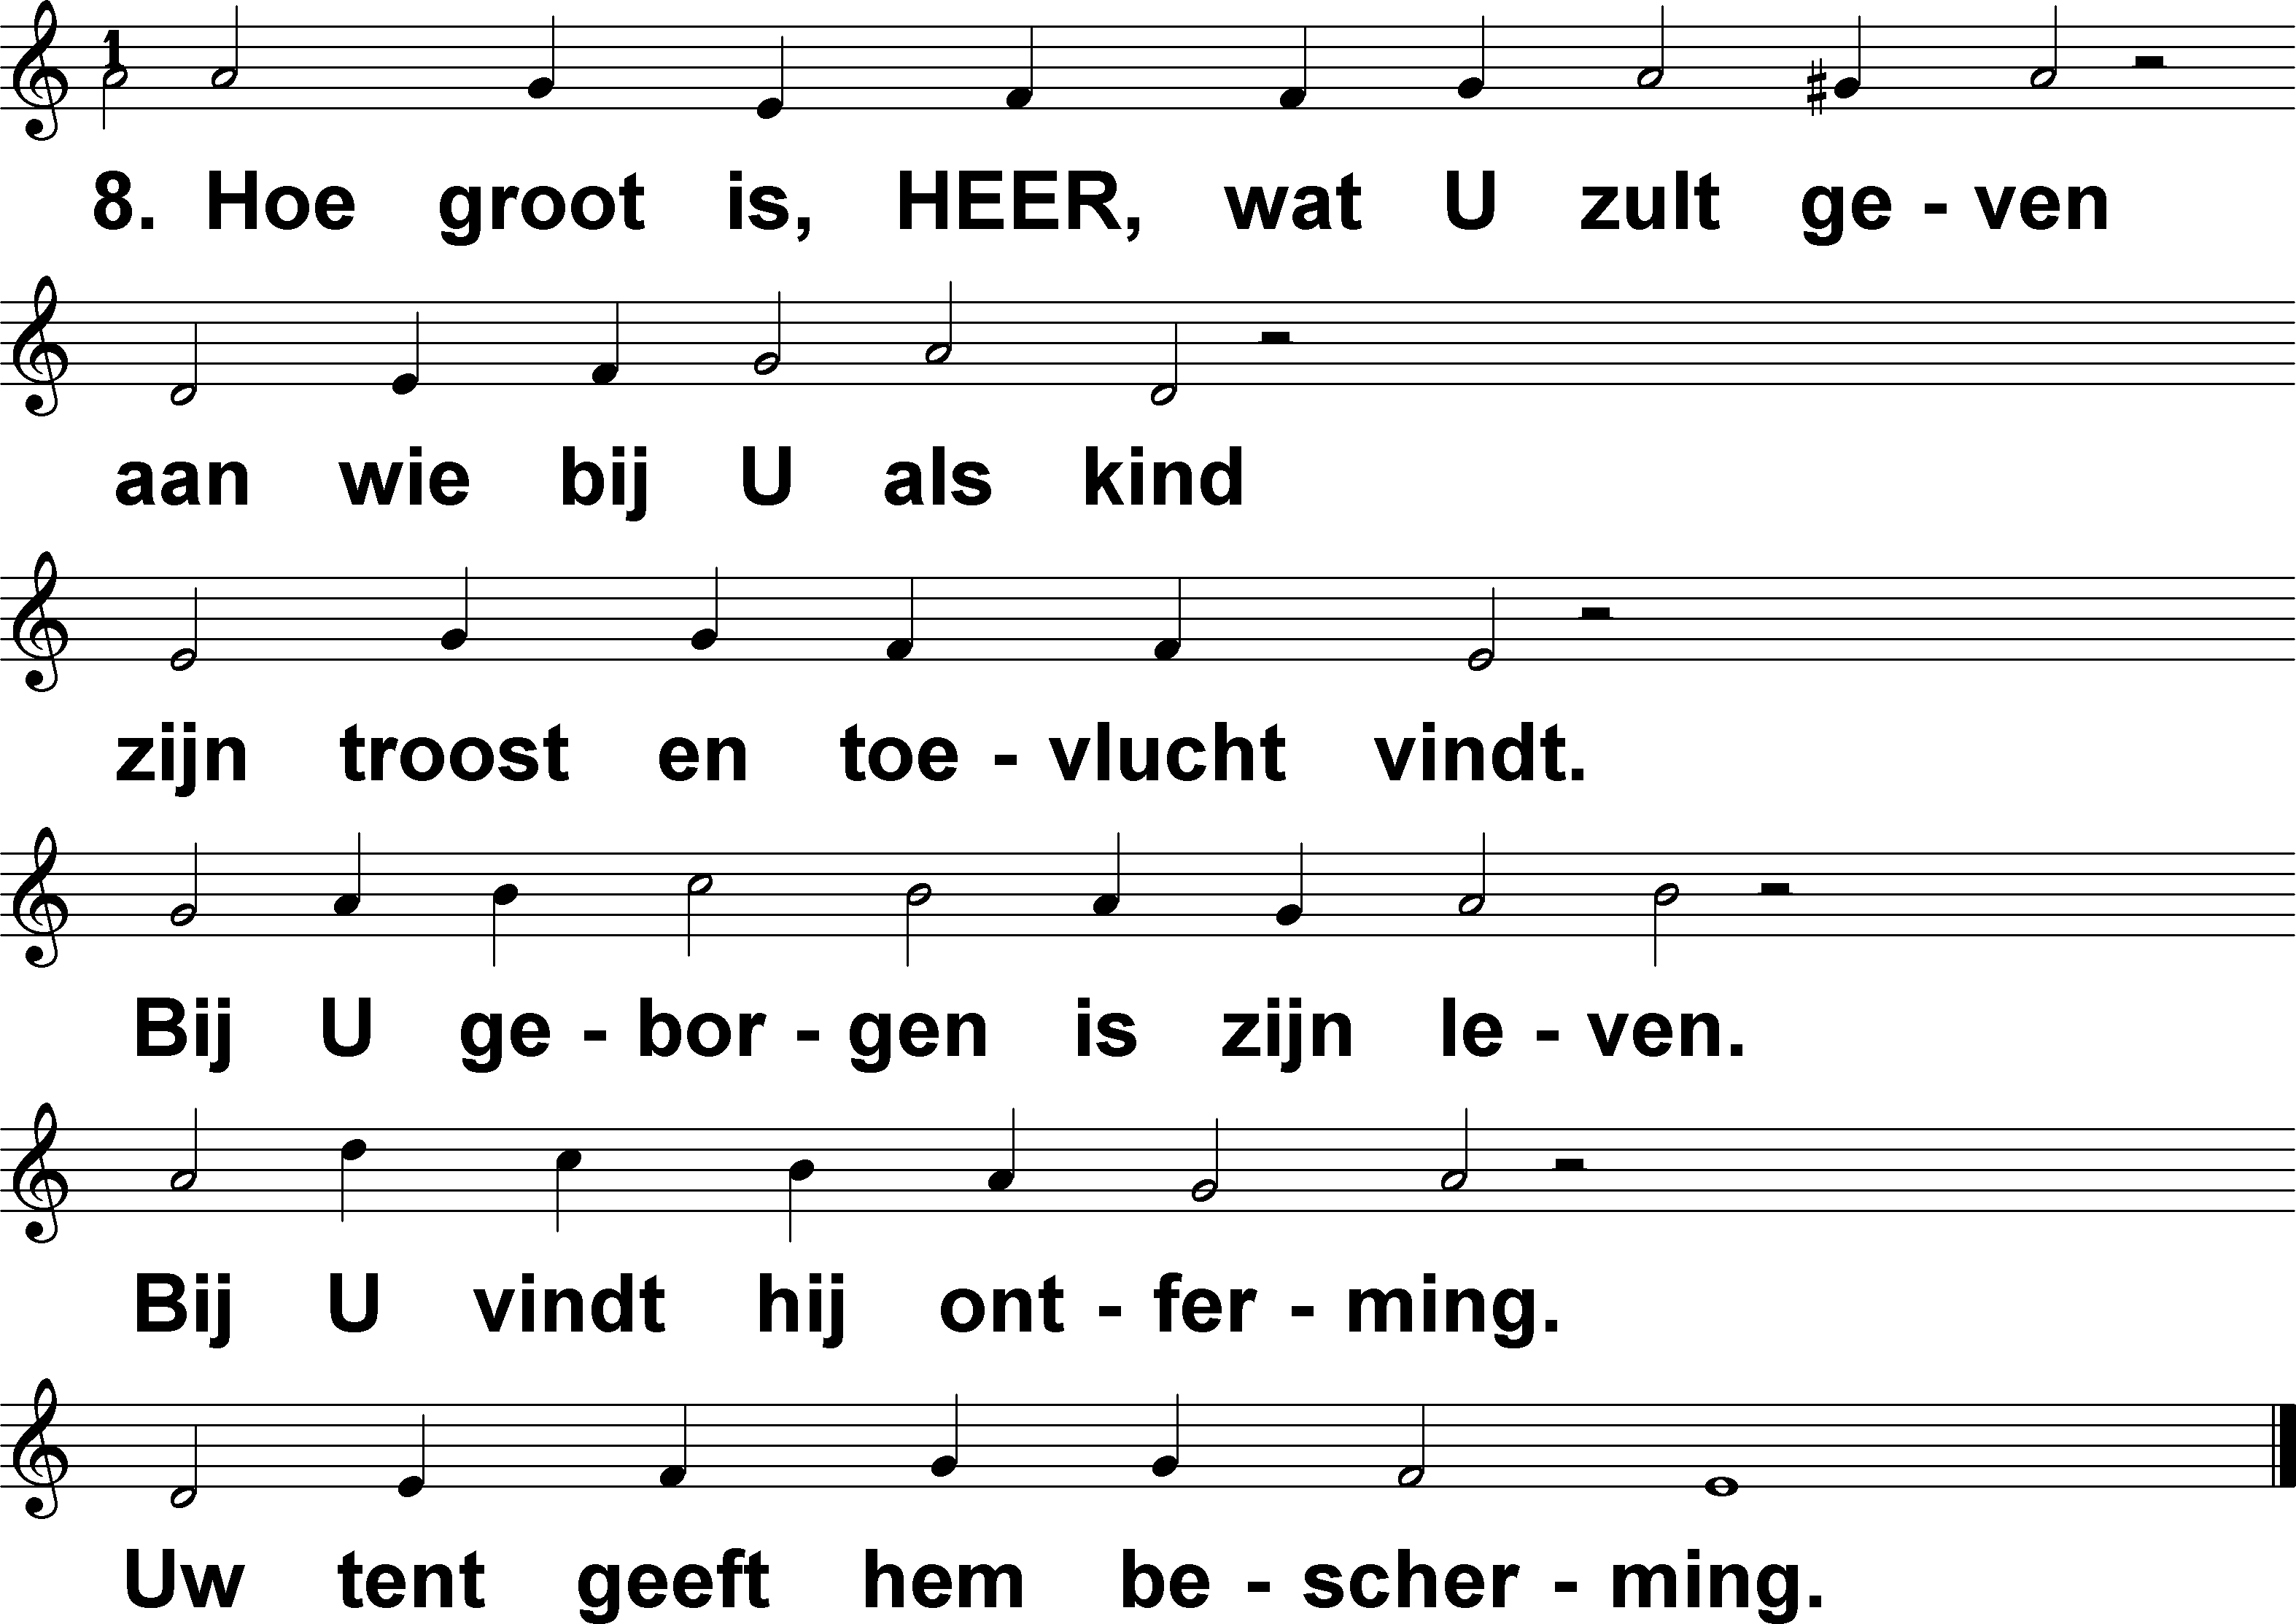 1
8. Hoe groot is, HEER, wat U zult ge - ven
aan wie bij U als kind
zijn troost en toe - vlucht vindt.
Bij U ge - bor - gen is zijn le - ven.
Bij U vindt hij ont - fer - ming.
Uw tent geeft hem be - scher - ming.